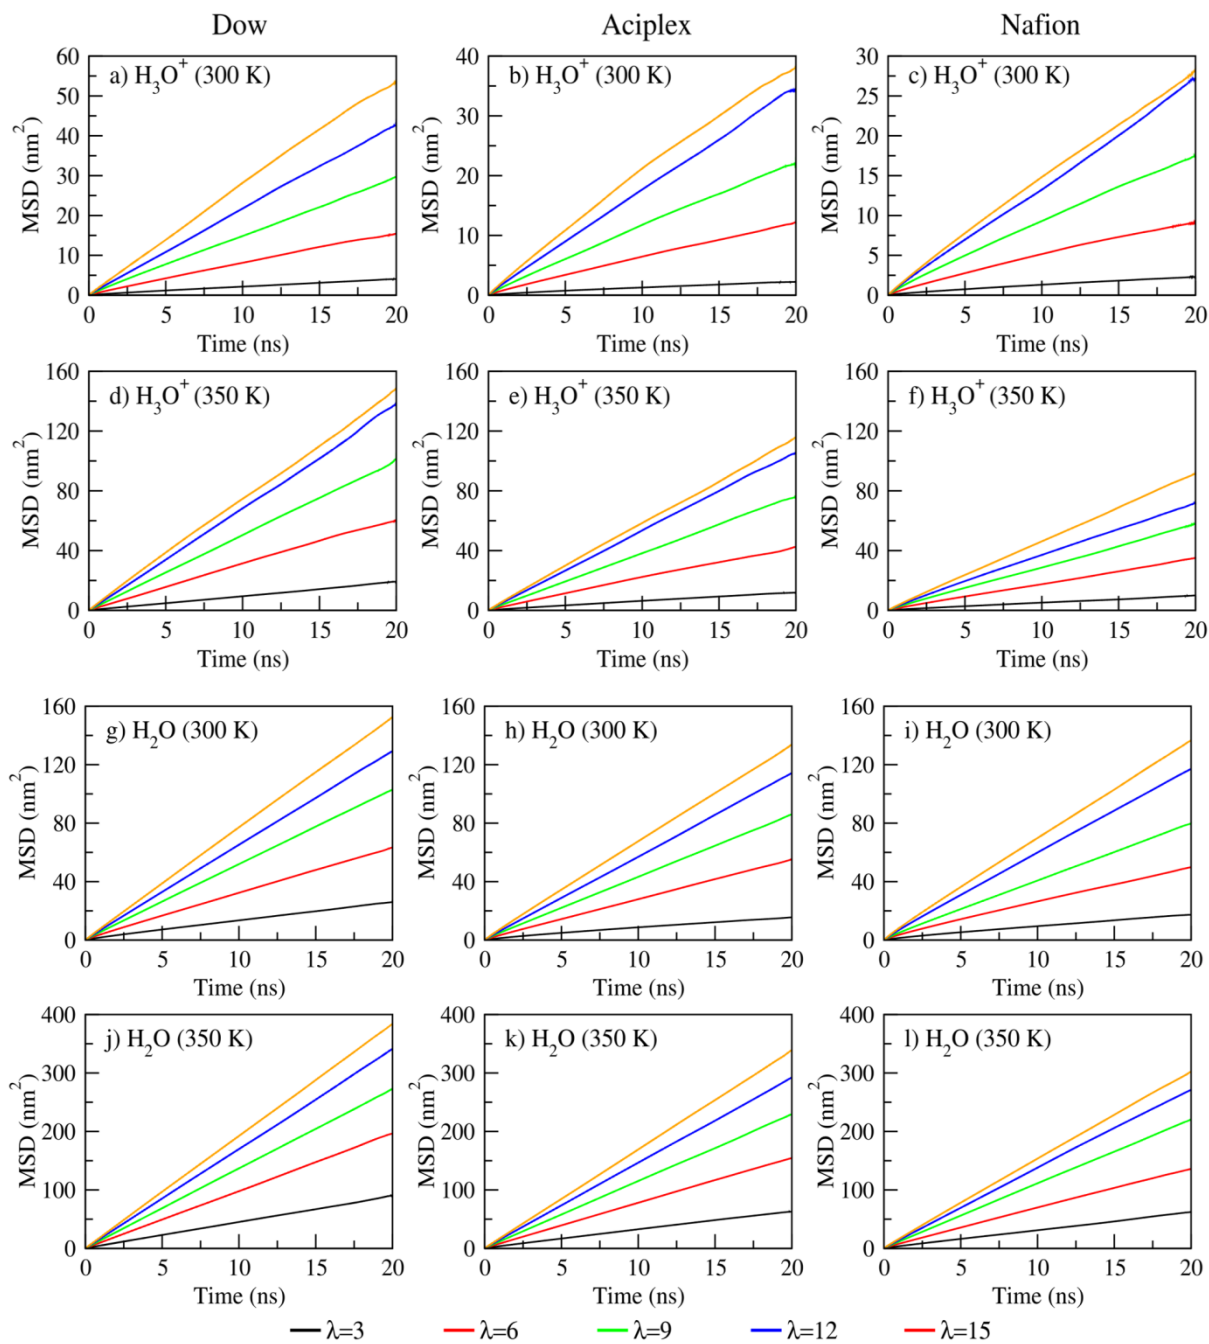 Dow Aciplex Nafion
a) H₃O⁺ (300 K)
MSD (nm²)
60
50
40
30
20
10
0
0 5 10 15 20
Time (ns)
b) H₃O⁺ (300 K)
MSD (nm²)
40
30
20
10
0
0 5 10 15 20
Time (ns)
c) H₃O⁺ (300 K)
MSD (nm²)
30
25
20
15
10
5
0
0 5 10 15 20
Time (ns)
d) H₃O⁺ (350 K)
MSD (nm²)
160
120
80
40
0
0 5 10 15 20
Time (ns)
e) H₃O⁺ (350 K)
MSD (nm²)
160
120
80
40
0
0 5 10 15 20
Time (ns)
f) H₃O⁺ (350 K)
MSD (nm²)
160
120
80
40
0
0 5 10 15 20
Time (ns)
g) H₂O (300 K)
MSD (nm²)
160
120
80
40
0
0 5 10 15 20
Time (ns)
h) H₂O (300 K)
MSD (nm²)
160
120
80
40
0
0 5 10 15 20
Time (ns)
i) H₂O (300 K)
MSD (nm²)
160
120
80
40
0
0 5 10 15 20
Time (ns)
j) H₂O (350 K)
MSD (nm²)
400
300
200
100
0
0 5 10 15 20
Time (ns)
k) H₂O (350 K)
MSD (nm²)
400
300
200
100
0
0 5 10 15 20
Time (ns)
l) H₂O (350 K)
MSD (nm²)
400
300
200
100
0
0 5 10 15 20
Time (ns)
λ=3 λ=6 λ=9 λ=12 λ=15